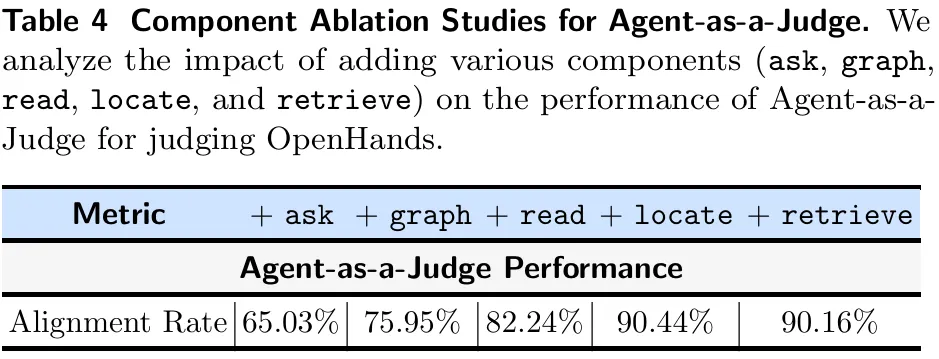 Table 4 Component Ablation Studies for Agent-as-a-Judge. We
analyze the impact of adding various components (ask, graph,
read, locate, and retrieve) on the performance of Agent-as-a-
Judge for judging OpenHands.
Metric + ask + graph + read + locate + retrieve
Agent-as-a-Judge Performance
Alignment Rate 65.03% 75.95% 82.24% 90.44% 90.16%